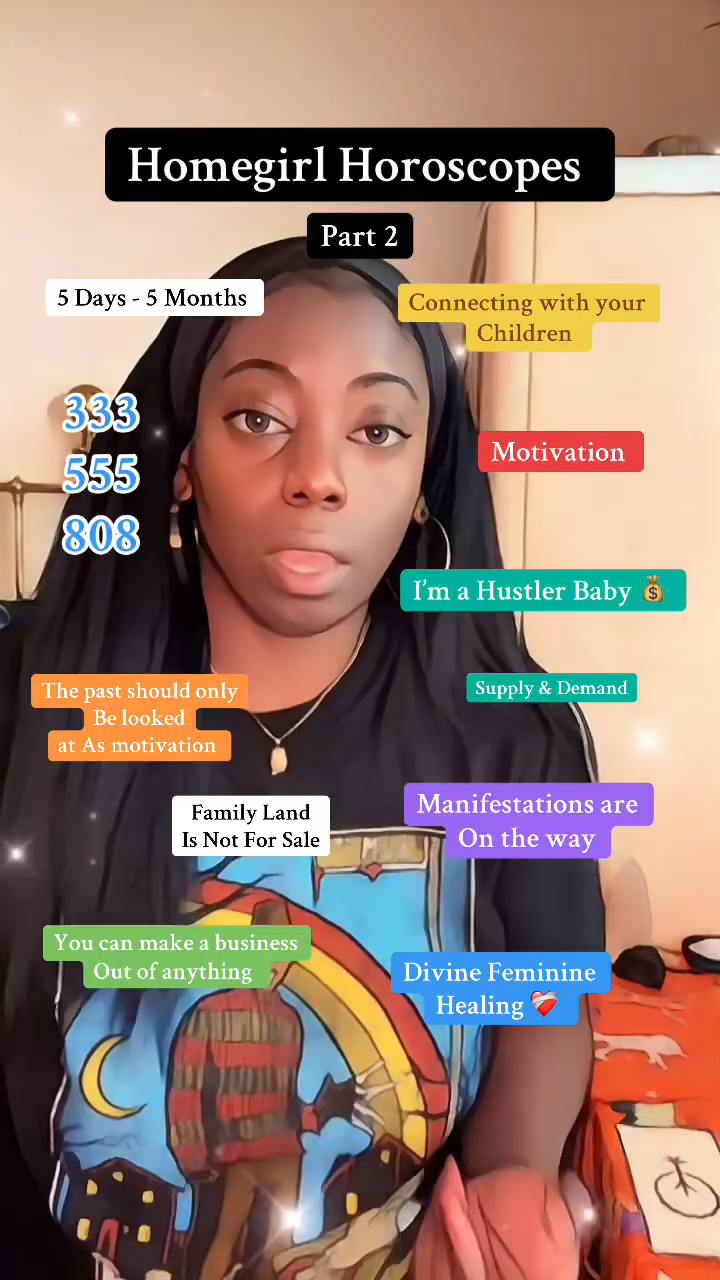 Homegirl Horoscopes
Part 2
5 Days - 5 Months
Connecting with your
Children
333
555
808
Motivation
I'm a Hustler Baby 💰
The past should only
Be looked
at As motivation
Supply & Demand
Family Land
Is Not For Sale
Manifestations are
On the way
You can make a business
Out of anything
Divine Feminine
Healing ❤️‍🩹